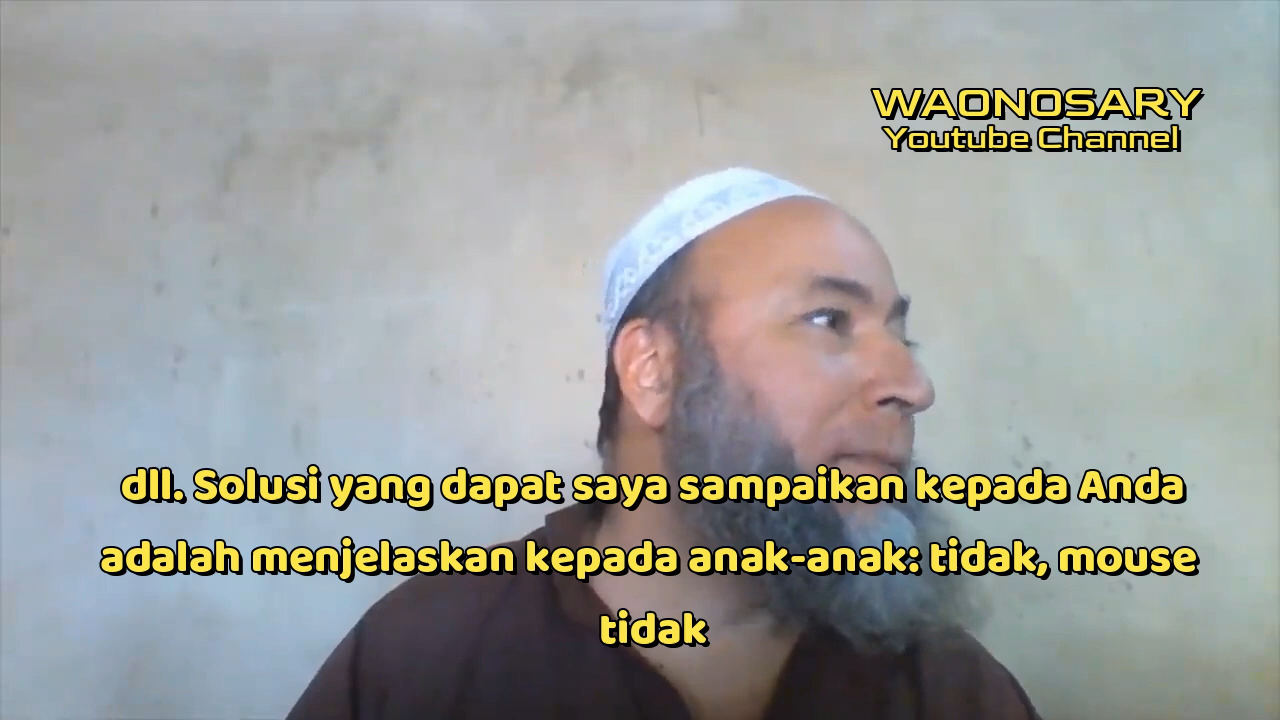 WAONOSARY
Youtube Channel
dll. Solusi yang dapat saya sampaikan kepada Anda
adalah menjelaskan kepada anak-anak: tidak, mouse
tidak